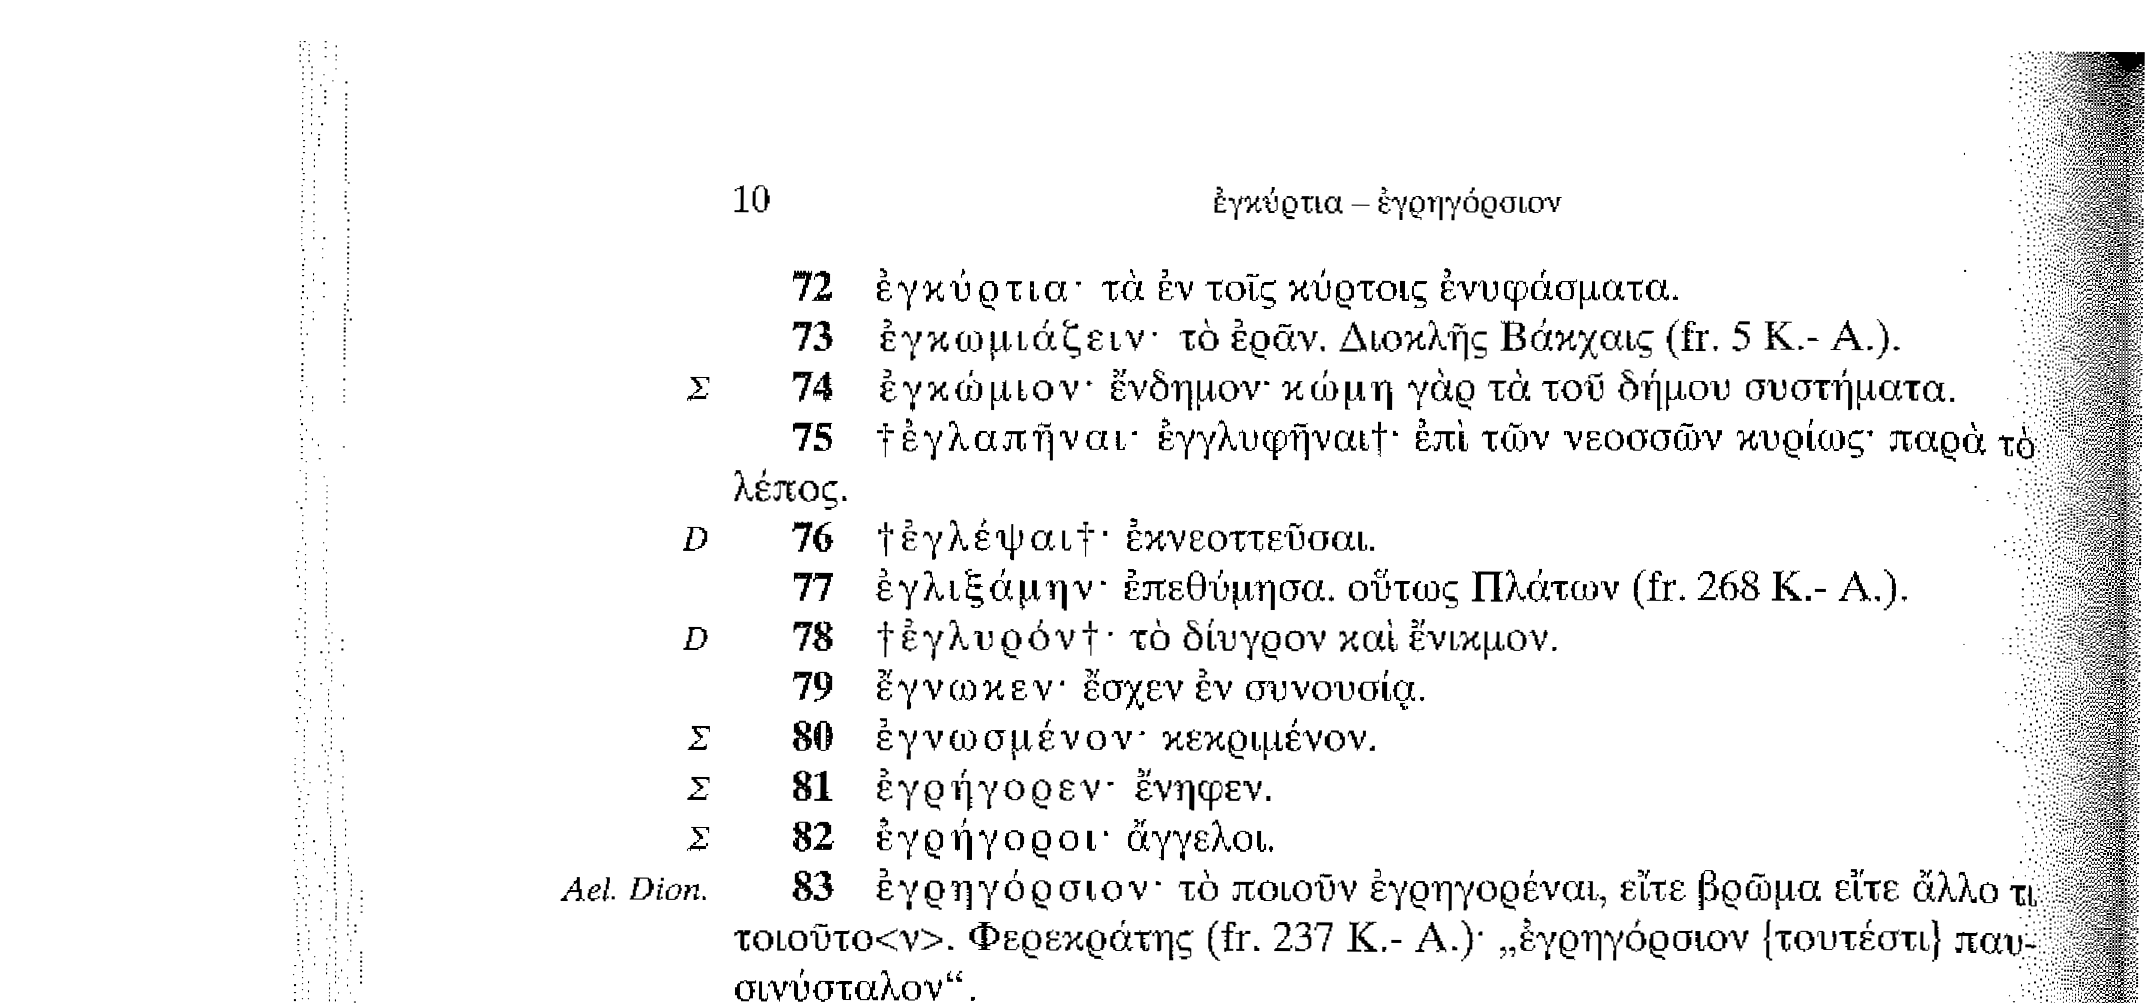 10 ἐγκύρτια – ἐγρηγόρσιον
72 ἐγκύρτια· τὰ ἐν τοῖς κύρτοις ἐνυφάσματα.
73 ἐγκωμιάζειν· τὸ ἐρᾶν. Διοκλῆς Βάκχαις (fr. 5 K.- A.).
Σ 74 ἐγκώμιον· ἔνδημον· κώμη γὰρ τὰ τοῦ δήμου συστήματα.
75 †ἐγλαπῆναι· ἐγγλυφῆναι†· ἐπὶ τῶν νεοσσῶν κυρίως· παρὰ τὸ
λέπος.
D 76 †ἐγλέψαι†· ἐκνεοττεῦσαι.
77 ἐγλιξάμην· ἐπεθύμησα. οὕτως Πλάτων (fr. 268 K.- A.).
D 78 †ἐγλυρόν†· τὸ δίυγρον καὶ ἔνικμον.
79 ἔγνωκεν· ἔσχεν ἐν συνουσίᾳ.
Σ 80 ἐγνωσμένον· κεκριμένον.
Σ 81 ἐγρήγορεν· ἔνηφεν.
Σ 82 ἐγρήγοροι· ἄγγελοι.
Ael. Dion. 83 ἐγρηγόρσιον· τὸ ποιοῦν ἐγρηγορέναι, εἴτε βρῶμα εἴτε ἄλλο τι
τοιοῦτο<ν>. Φερεκράτης (fr. 237 K.- A.)· „ἐγρηγόρσιον {τουτέστι} παυ-
σινύσταλον“.